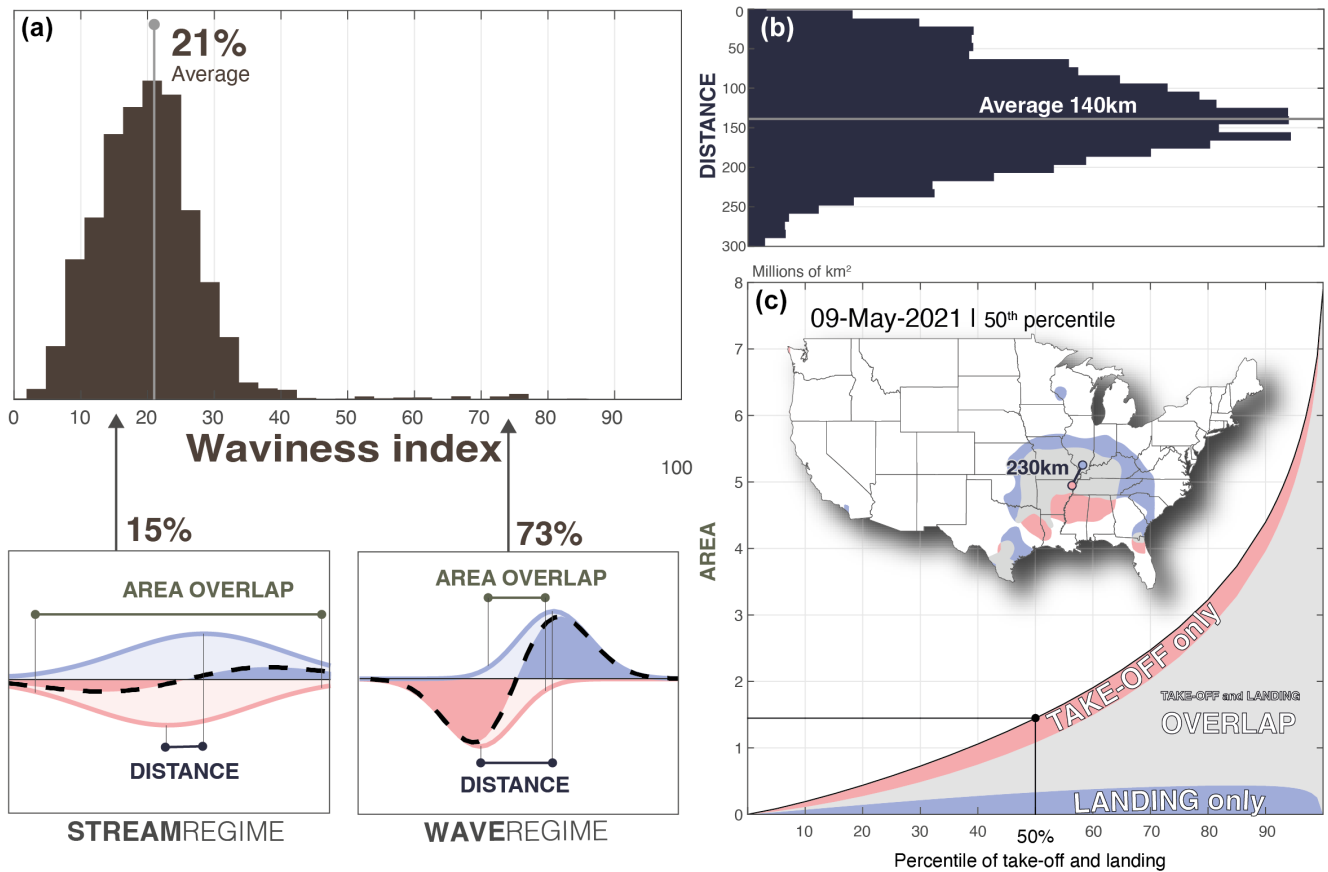 (a)
21%
Average
0 10 20 30 40 50 60 70 80 90
100
Waviness index
15%
AREA OVERLAP
DISTANCE
STREAMREGIME
73%
AREA OVERLAP
DISTANCE
WAVEREGIME
(b)
DISTANCE
0
50
100
150
200
250
300
Average 140km
Millions of km²
(c)
AREA
8
7
6
5
4
3
2
1
0
09-May-2021 | 50th percentile
230km
TAKE-OFF only
TAKE-OFF and LANDING
OVERLAP
LANDING only
10 20 30 40 50% 60 70 80 90
Percentile of take-off and landing